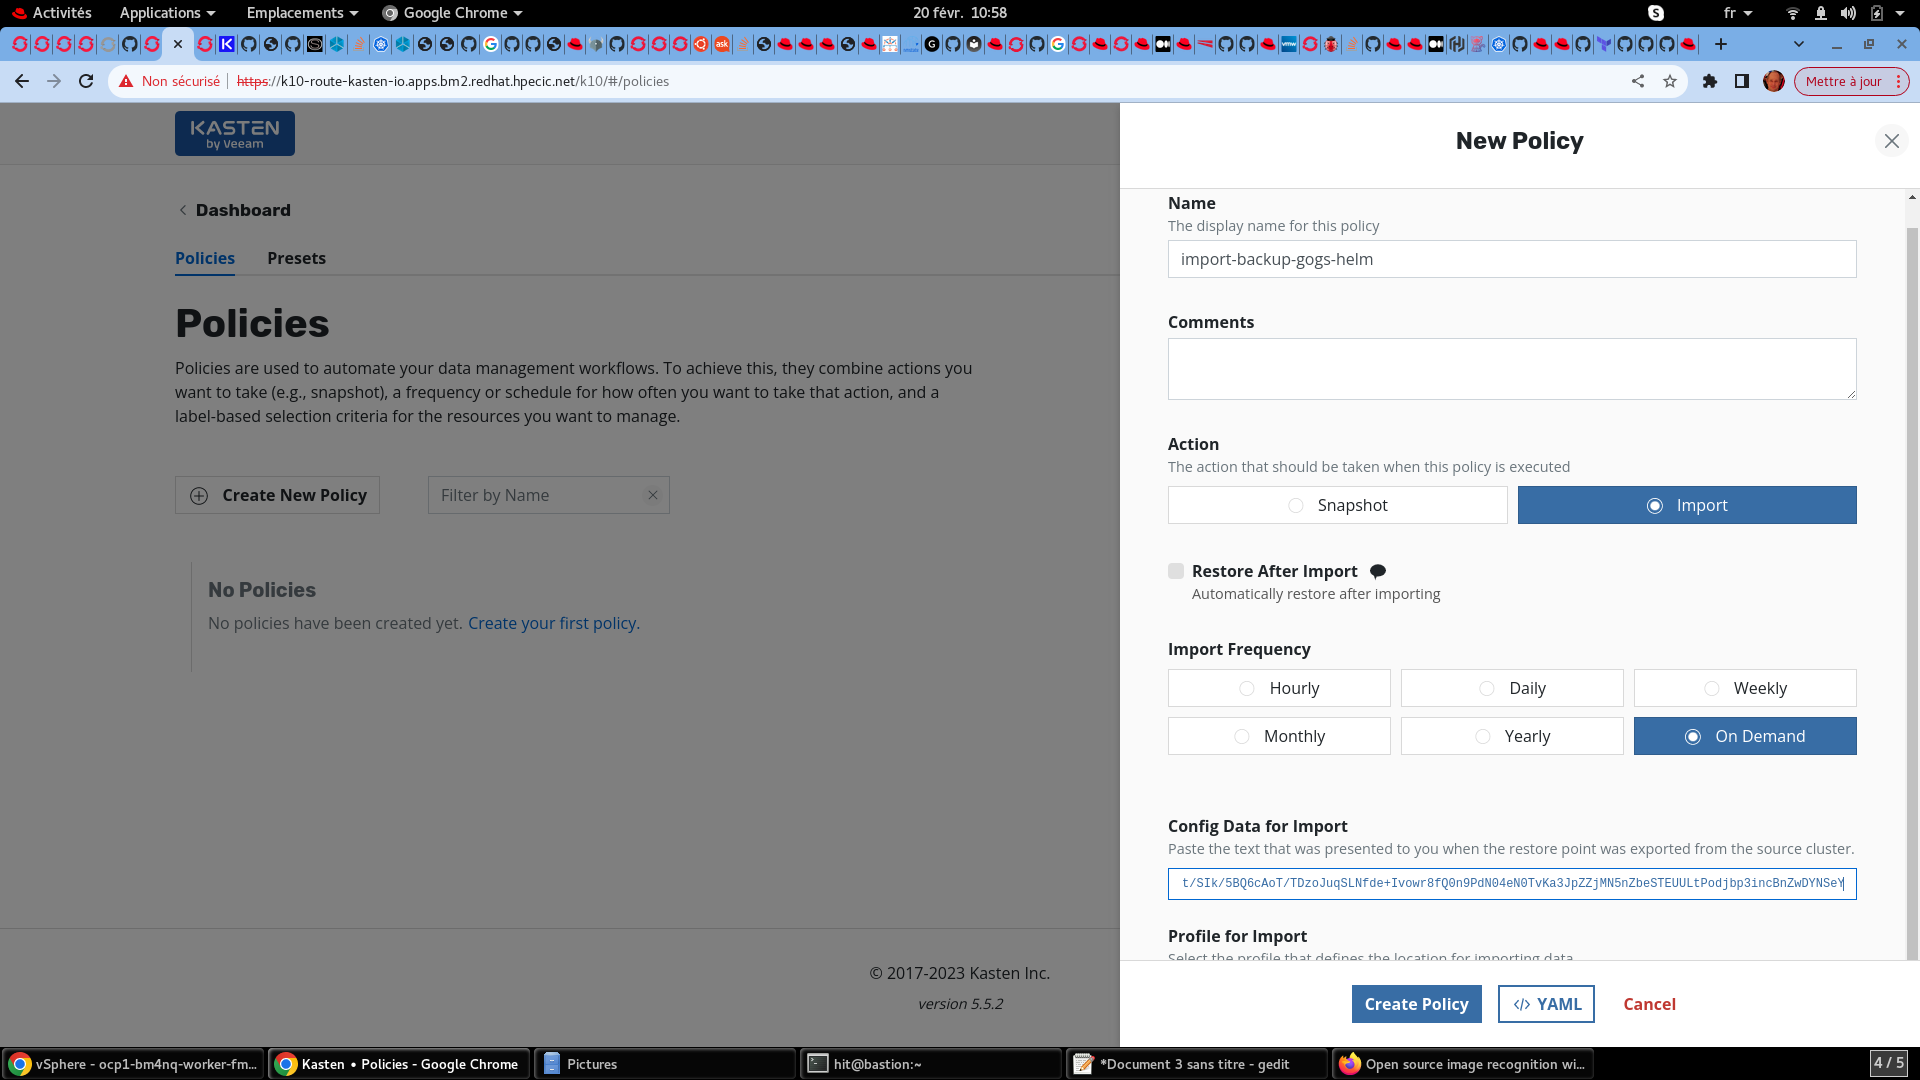 Activités
Applications
Emplacements
Google Chrome
20 févr. 10:58
fr
Non sécurisé
https://k10-route-kasten-io.apps.bm2.redhat.hpecic.net/k10/#/policies
Mettre à jour
KASTEN
by Veeam
Dashboard
Policies
Presets
Policies
Policies are used to automate your data management workflows. To achieve this, they combine actions you
want to take (e.g., snapshot), a frequency or schedule for how often you want to take that action, and a
label-based selection criteria for the resources you want to manage.
Create New Policy
Filter by Name
No Policies
No policies have been created yet. Create your first policy.
© 2017-2023 Kasten Inc.
version 5.5.2
New Policy
Name
The display name for this policy
import-backup-gogs-helm
Comments
Action
The action that should be taken when this policy is executed
Snapshot
Import
Restore After Import
Automatically restore after importing
Import Frequency
Hourly
Daily
Weekly
Monthly
Yearly
On Demand
Config Data for Import
Paste the text that was presented to you when the restore point was exported from the source cluster.
t/SIk/5BQ6cAoT/TDzoJuqSLNfde+Ivowr8fQ0n9PdN04eN0TvKa3JpZZjMN5nZbeSTEUULtPodjbp3incBnZwDYNSeY
Profile for Import
Select the profile that defines the location for importing data
Create Policy
</> YAML
Cancel
vSphere - ocp1-bm4nq-worker-fm...
Kasten • Policies - Google Chrome
Pictures
hit@bastion:~
*Document 3 sans titre - gedit
Open source image recognition wi...
4 / 5